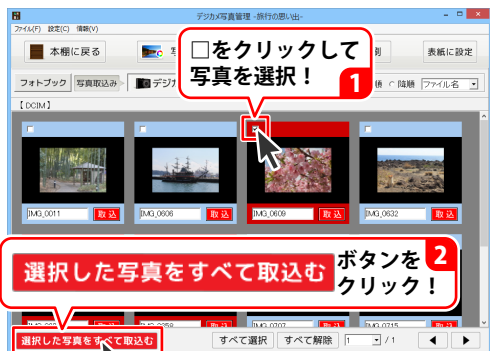 デジカメ写真管理 -旅行の思い出-
ファイル(F) 設定(C) 情報(V)
本棚に戻る
表紙に設定
□をクリックして
写真を選択！
1
フォトブック 写真取込み デジカ
降順 ファイル名
【 DCIM 】
IMG_0011 取 込 IMG_0606 取 込 IMG_0609 取 込 IMG_0632 取 込
選択した写真をすべて取込む
ボタンを
クリック！
2
IMG_0707 IMG_0715
選択した写真をすべて取込む すべて選択 すべて解除 1 / 1